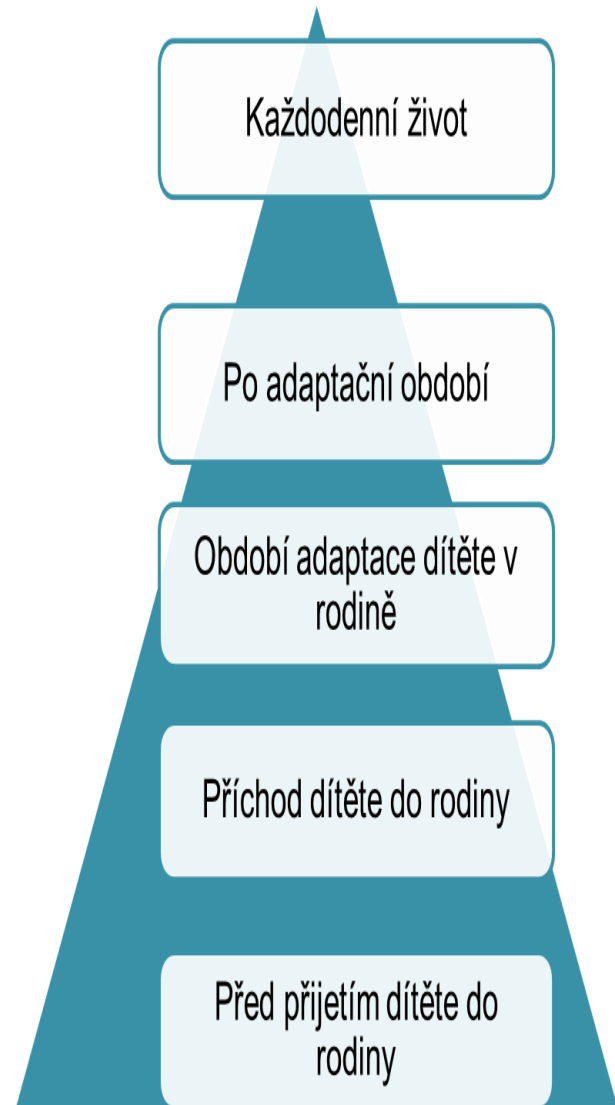 Každodenní život
Po adaptační období
Období adaptace dítěte v
rodině
Příchod dítěte do rodiny
Před přijetím dítěte do
rodiny